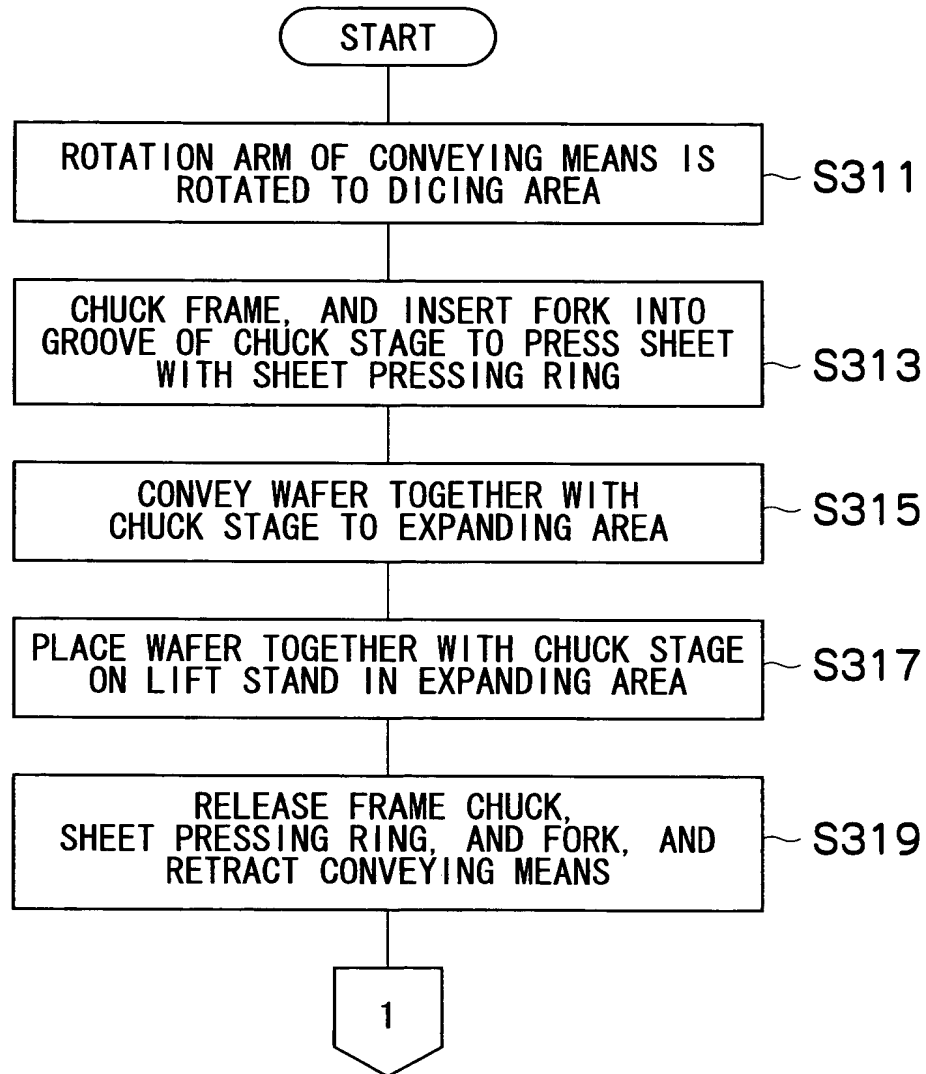 START
ROTATION ARM OF CONVEYING MEANS IS
ROTATED TO DICING AREA
S311
CHUCK FRAME, AND INSERT FORK INTO
GROOVE OF CHUCK STAGE TO PRESS SHEET
WITH SHEET PRESSING RING
S313
CONVEY WAFER TOGETHER WITH
CHUCK STAGE TO EXPANDING AREA
S315
PLACE WAFER TOGETHER WITH CHUCK STAGE
ON LIFT STAND IN EXPANDING AREA
S317
RELEASE FRAME CHUCK,
SHEET PRESSING RING, AND FORK, AND
RETRACT CONVEYING MEANS
S319
1